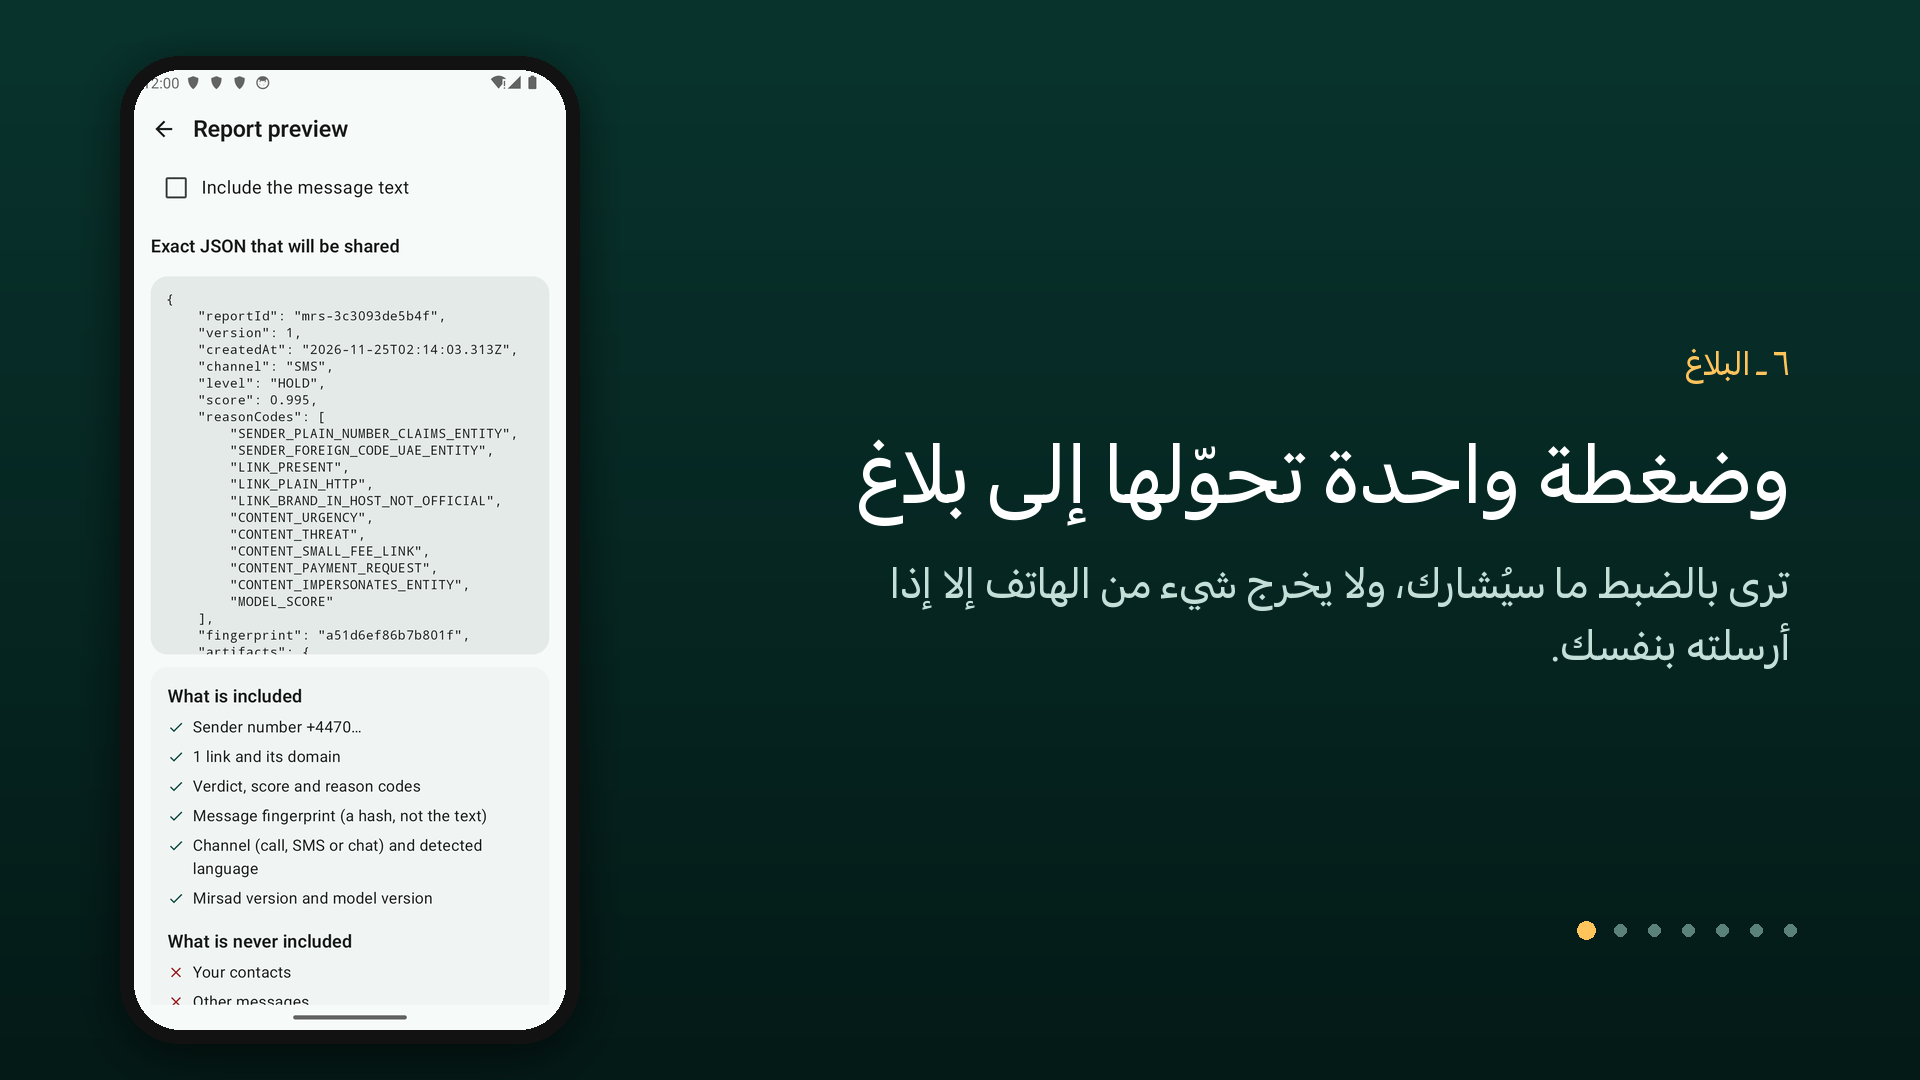 12:00
Report preview
Include the message text
Exact JSON that will be shared
{
"reportId": "mrs-3c3093de5b4f",
"version": 1,
"createdAt": "2026-11-25T02:14:03.313Z",
"channel": "SMS",
"level": "HOLD",
"score": 0.995,
"reasonCodes": [
"SENDER_PLAIN_NUMBER_CLAIMS_ENTITY",
"SENDER_FOREIGN_CODE_UAE_ENTITY",
"LINK_PRESENT",
"LINK_PLAIN_HTTP",
"LINK_BRAND_IN_HOST_NOT_OFFICIAL",
"CONTENT_URGENCY",
"CONTENT_THREAT",
"CONTENT_SMALL_FEE_LINK",
"CONTENT_PAYMENT_REQUEST",
"CONTENT_IMPERSONATES_ENTITY",
"MODEL_SCORE"
],
"fingerprint": "a51d6ef86b7b801f",
"artifacts": {
What is included
Sender number +4470…
1 link and its domain
Verdict, score and reason codes
Message fingerprint (a hash, not the text)
Channel (call, SMS or chat) and detected
language
Mirsad version and model version
What is never included
Your contacts
Other messages
٦ ـ البلاغ
وضغطة واحدة تحوّلها إلى بلاغ
ترى بالضبط ما سيُشارك، ولا يخرج شيء من الهاتف إلا إذا
أرسلته بنفسك.